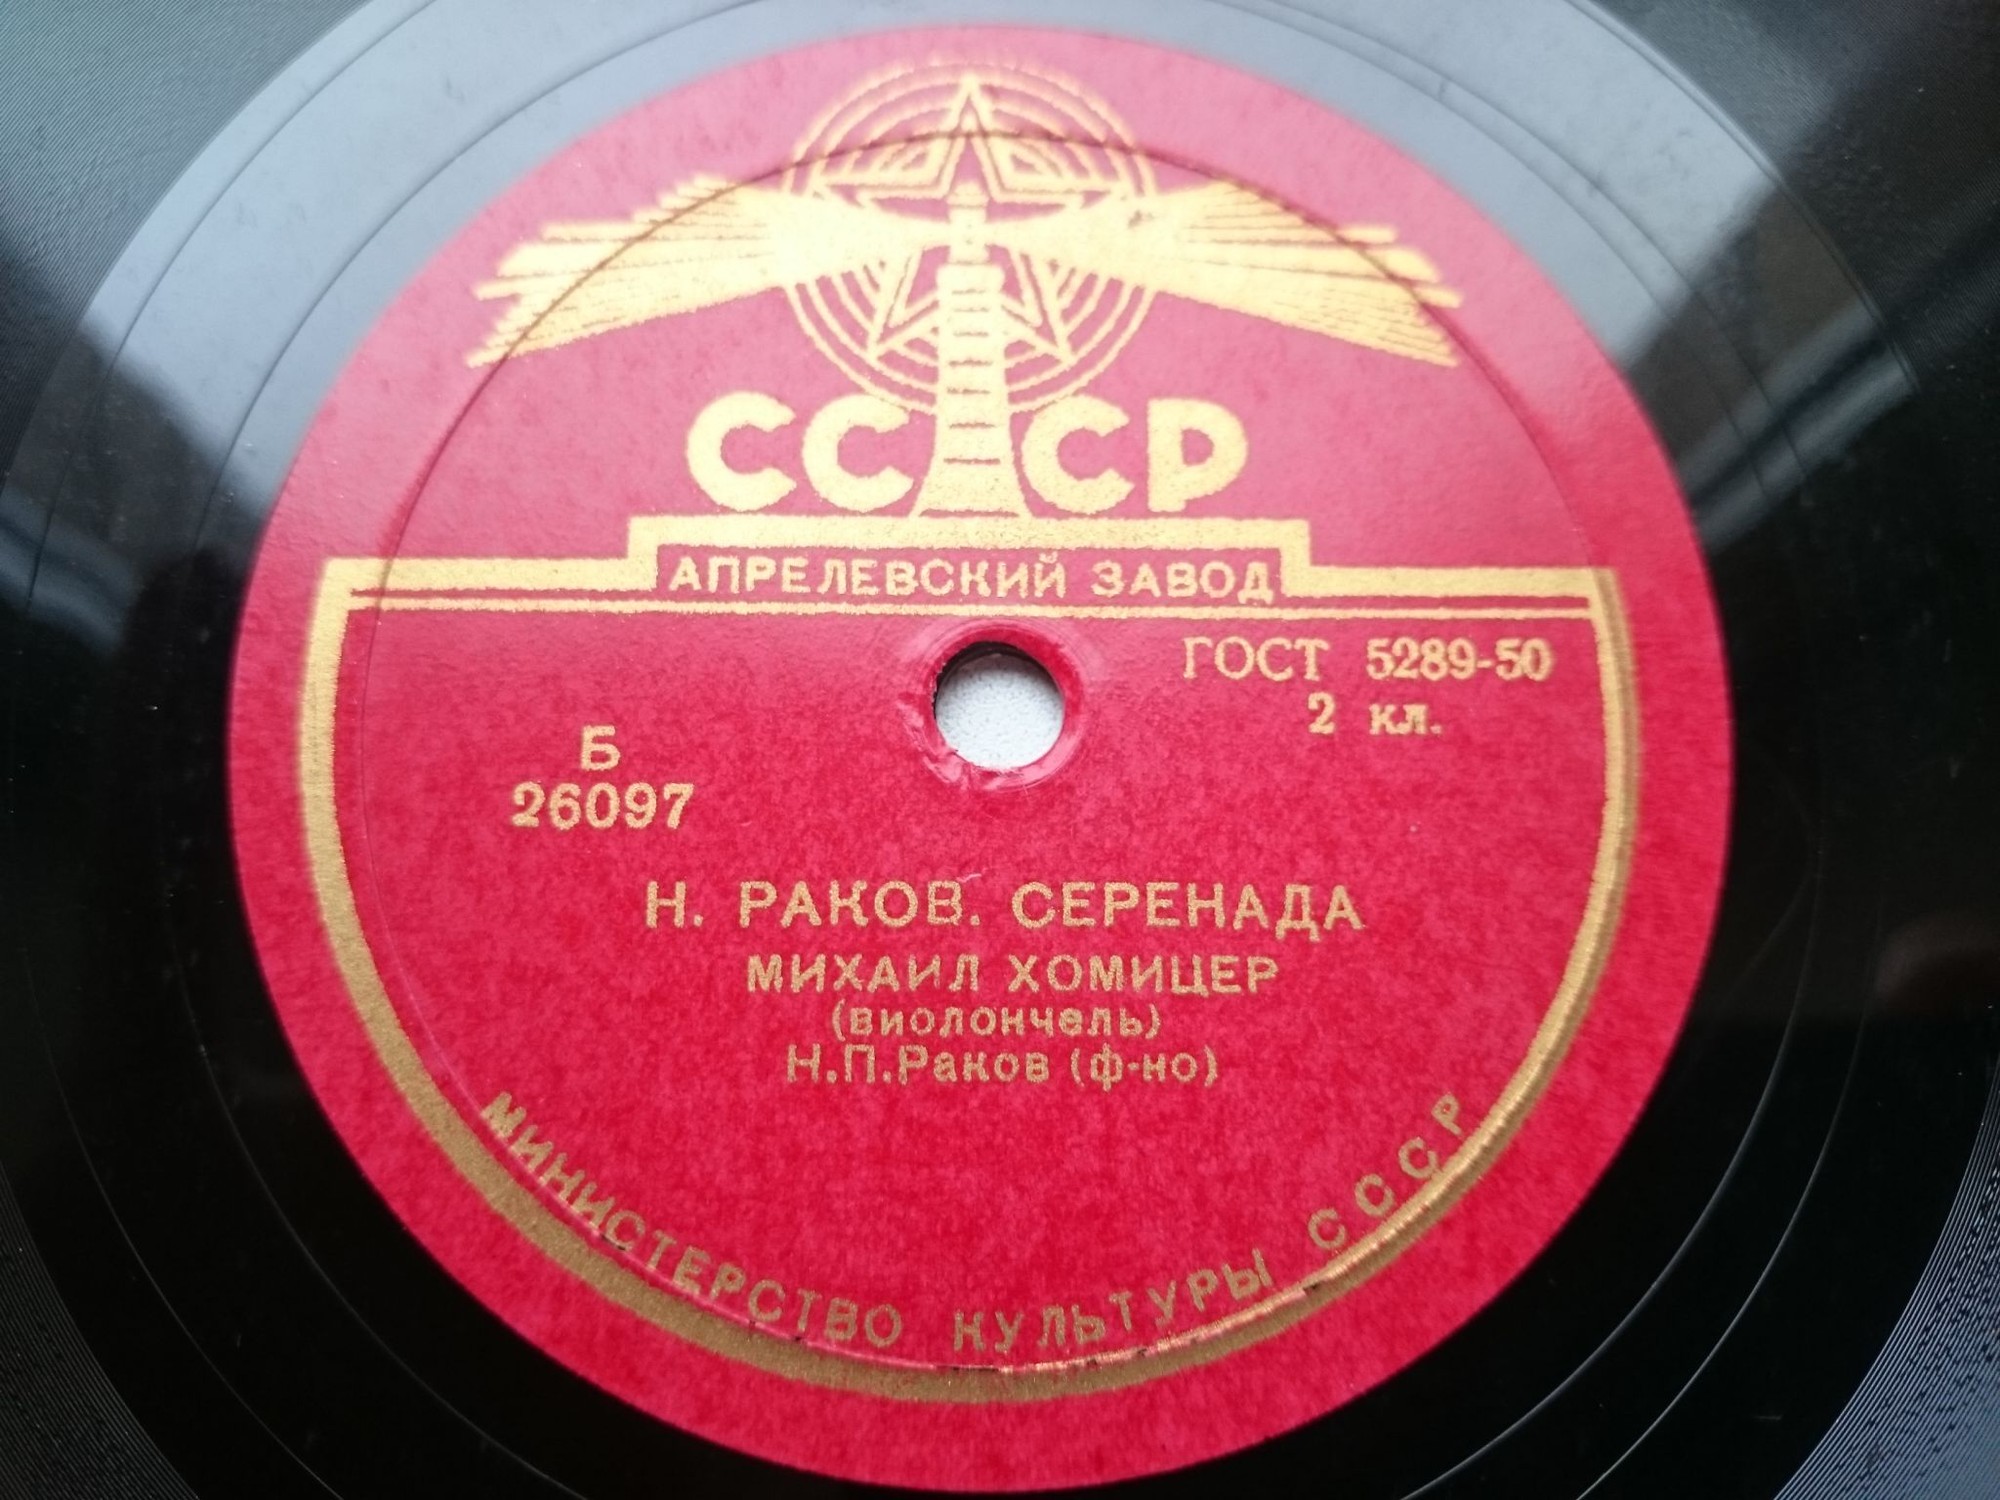 СССР
АПРЕЛЕВСКИЙ ЗАВОД
ГОСТ 5289-50
2 кл.
Б
26097
Н. РАКОВ. СЕРЕНАДА
МИХАИЛ ХОМИЦЕР
(виолончель)
Н.П.Раков (ф-но)
МИНИСТЕРСТВО КУЛЬТУРЫ СССР